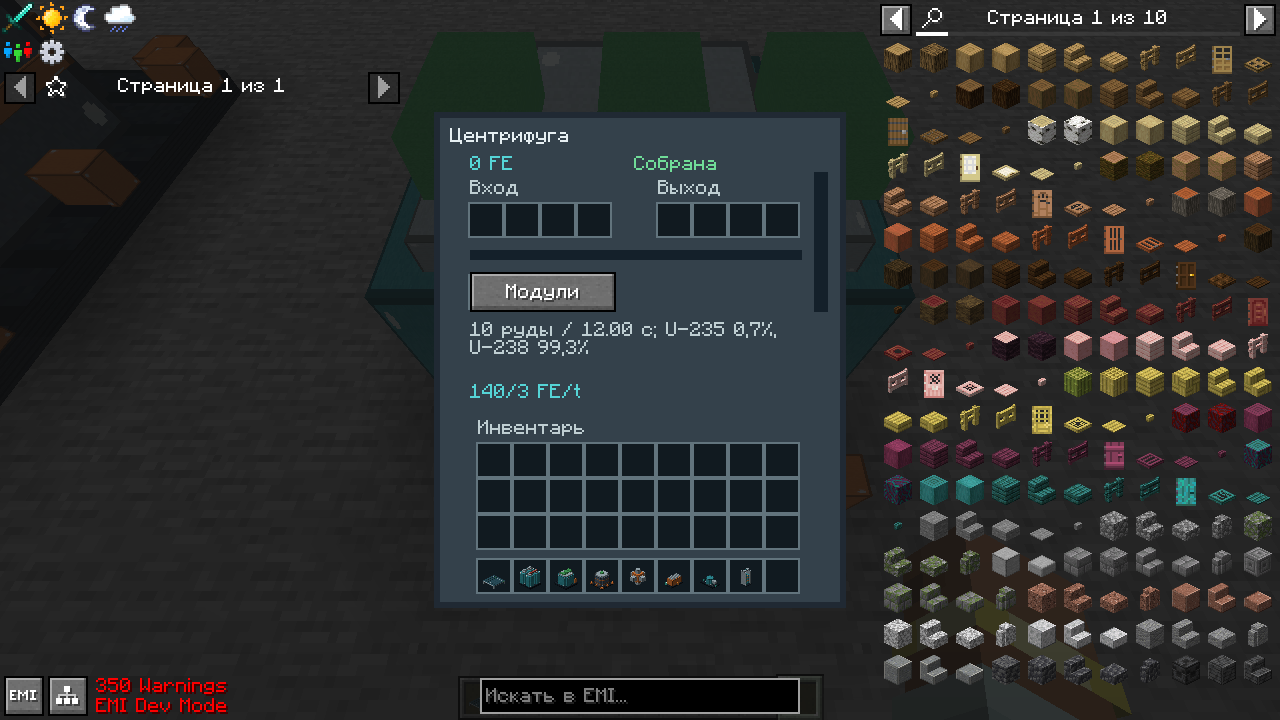 Страница 1 из 10
Страница 1 из 1
Центрифуга
0 FE
Собрана
Вход
Выход
Модули
10 руды / 12.00 с; U-235 0,7%,
U-238 99,3%
140/3 FE/t
Инвентарь
EMI
350 Warnings
EMI Dev Mode
Искать в EMI...